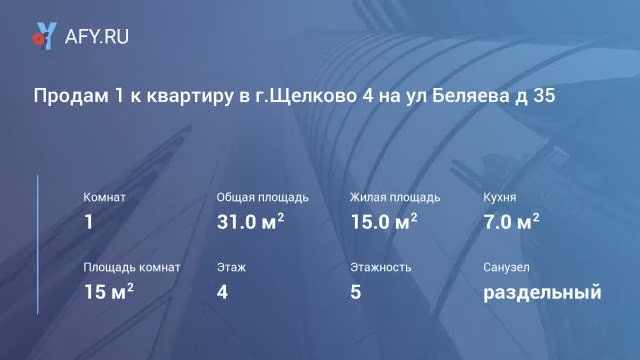 AFY.RU
Продам 1 к квартиру в г.Щелково 4 на ул Беляева д 35
Комнат Общая площадь Жилая площадь Кухня
1 31.0 м² 15.0 м² 7.0 м²
Площадь комнат Этаж Этажность Санузел
15 м² 4 5 раздельный